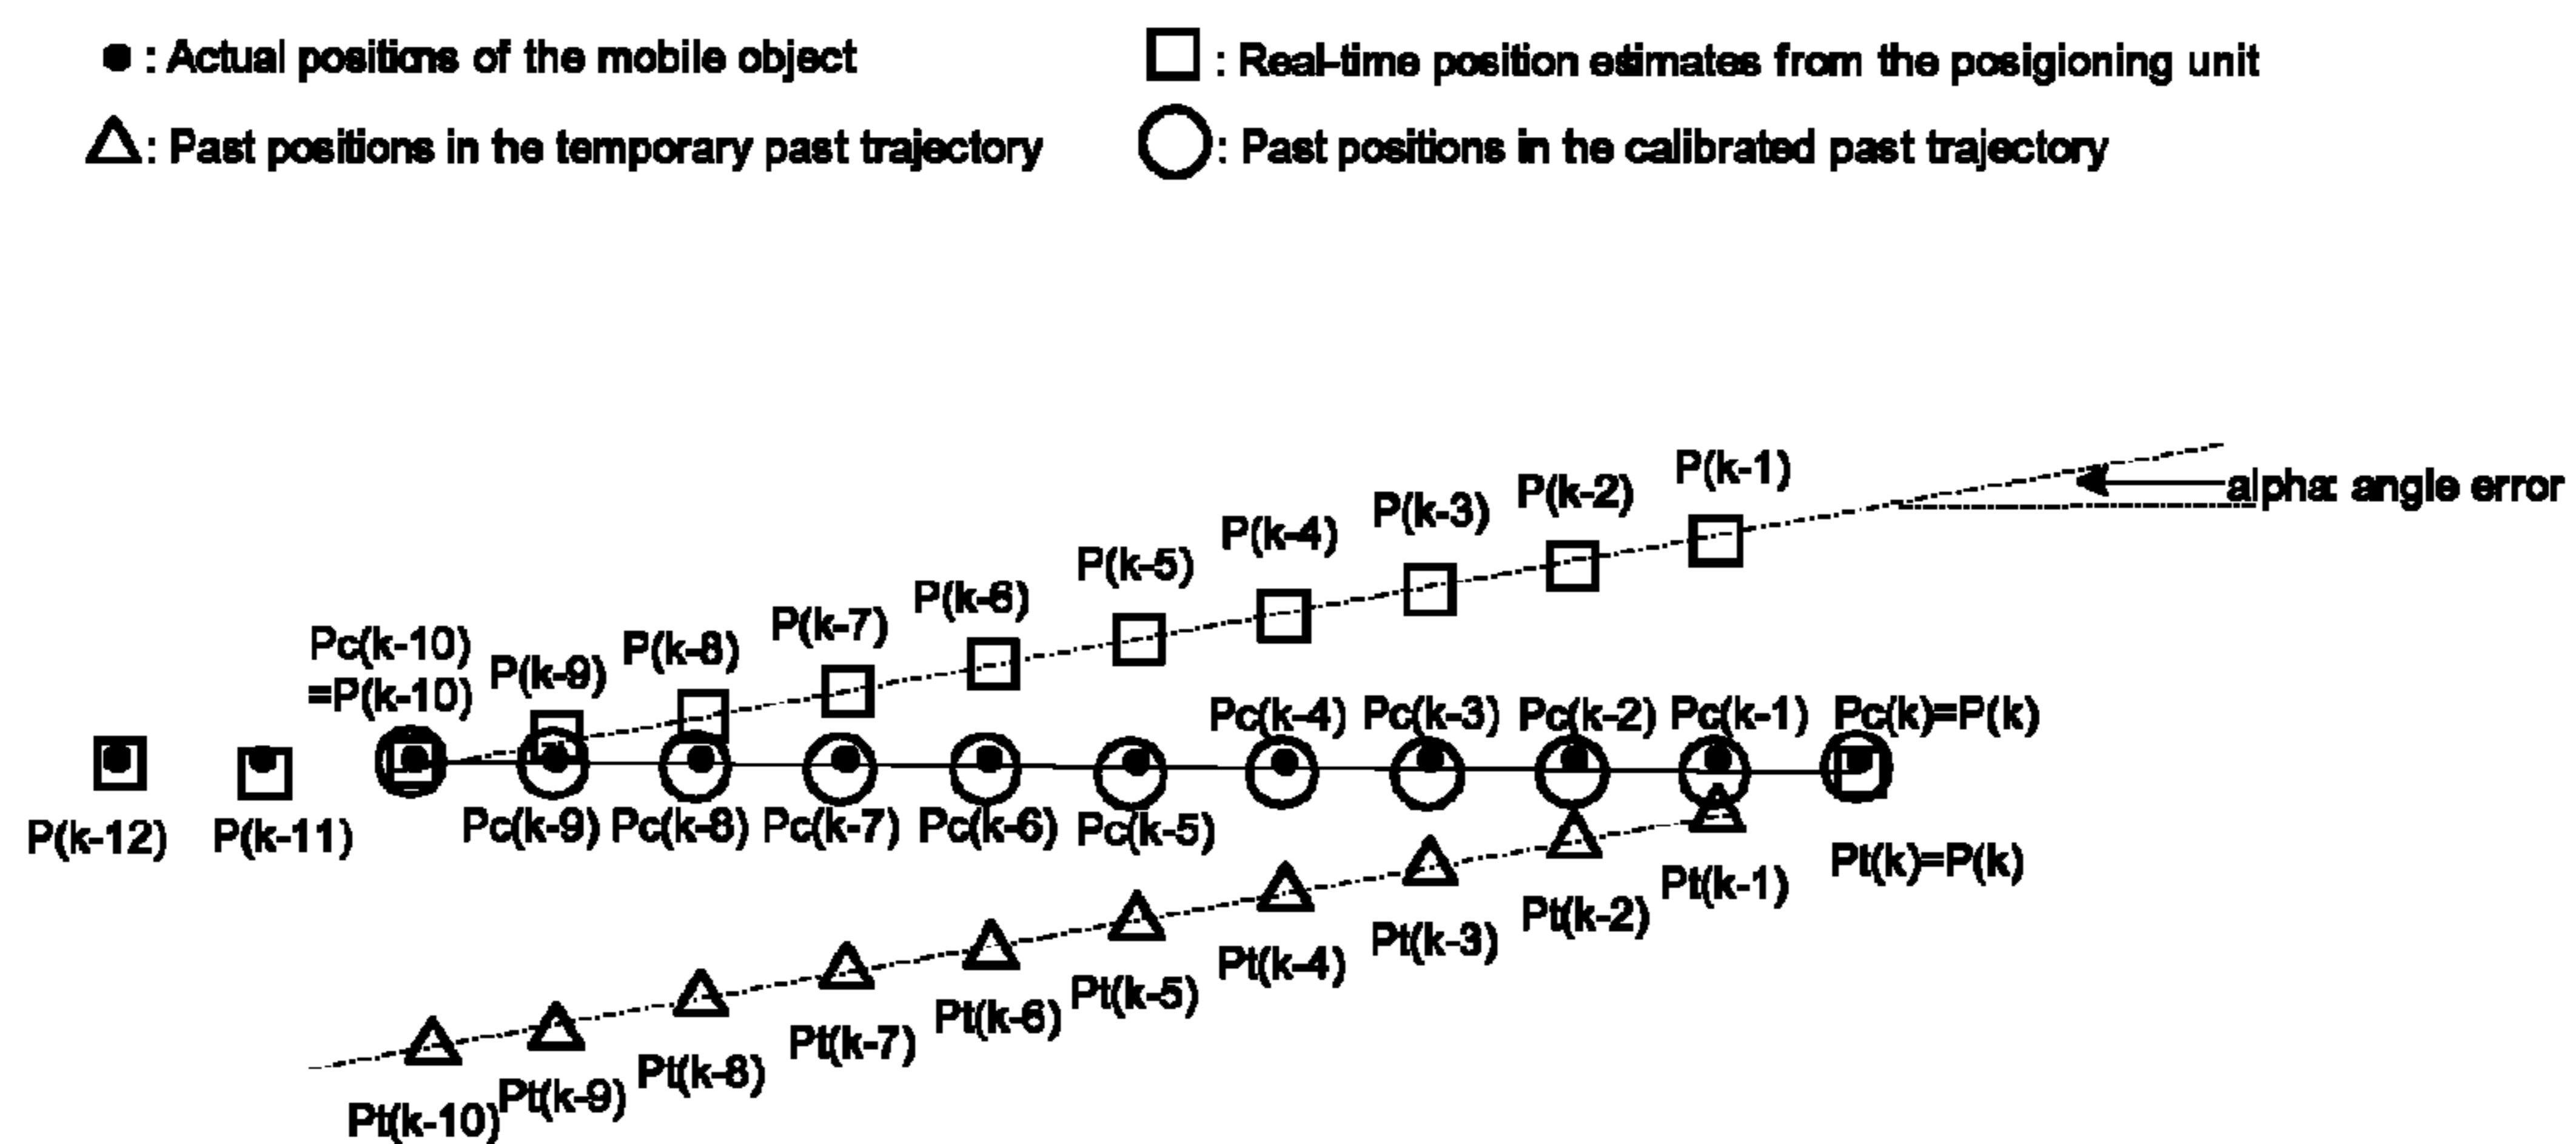 : Actual positions of the mobile object
: Real-time position estimates from the posigioning unit
: Past positions in he temporary past trajectory
: Past positions in he calibrated past trajectory
P(k-1)
alpha: angle error
P(k-2)
P(k-3)
P(k-4)
P(k-5)
P(k-6)
P(k-7)
P(k-8)
P(k-9)
Pc(k-10)
=P(k-10)
Pc(k-4) Pc(k-3) Pc(k-2) Pc(k-1) Pc(k)=P(k)
P(k-12) P(k-11) Pc(k-9) Pc(k-8) Pc(k-7) Pc(k-6) Pc(k-5)
Pt(k)=P(k)
Pt(k-1)
Pt(k-2)
Pt(k-3)
Pt(k-4)
Pt(k-5)
Pt(k-6)
Pt(k-7)
Pt(k-8)
Pt(k-9)
Pt(k-10)